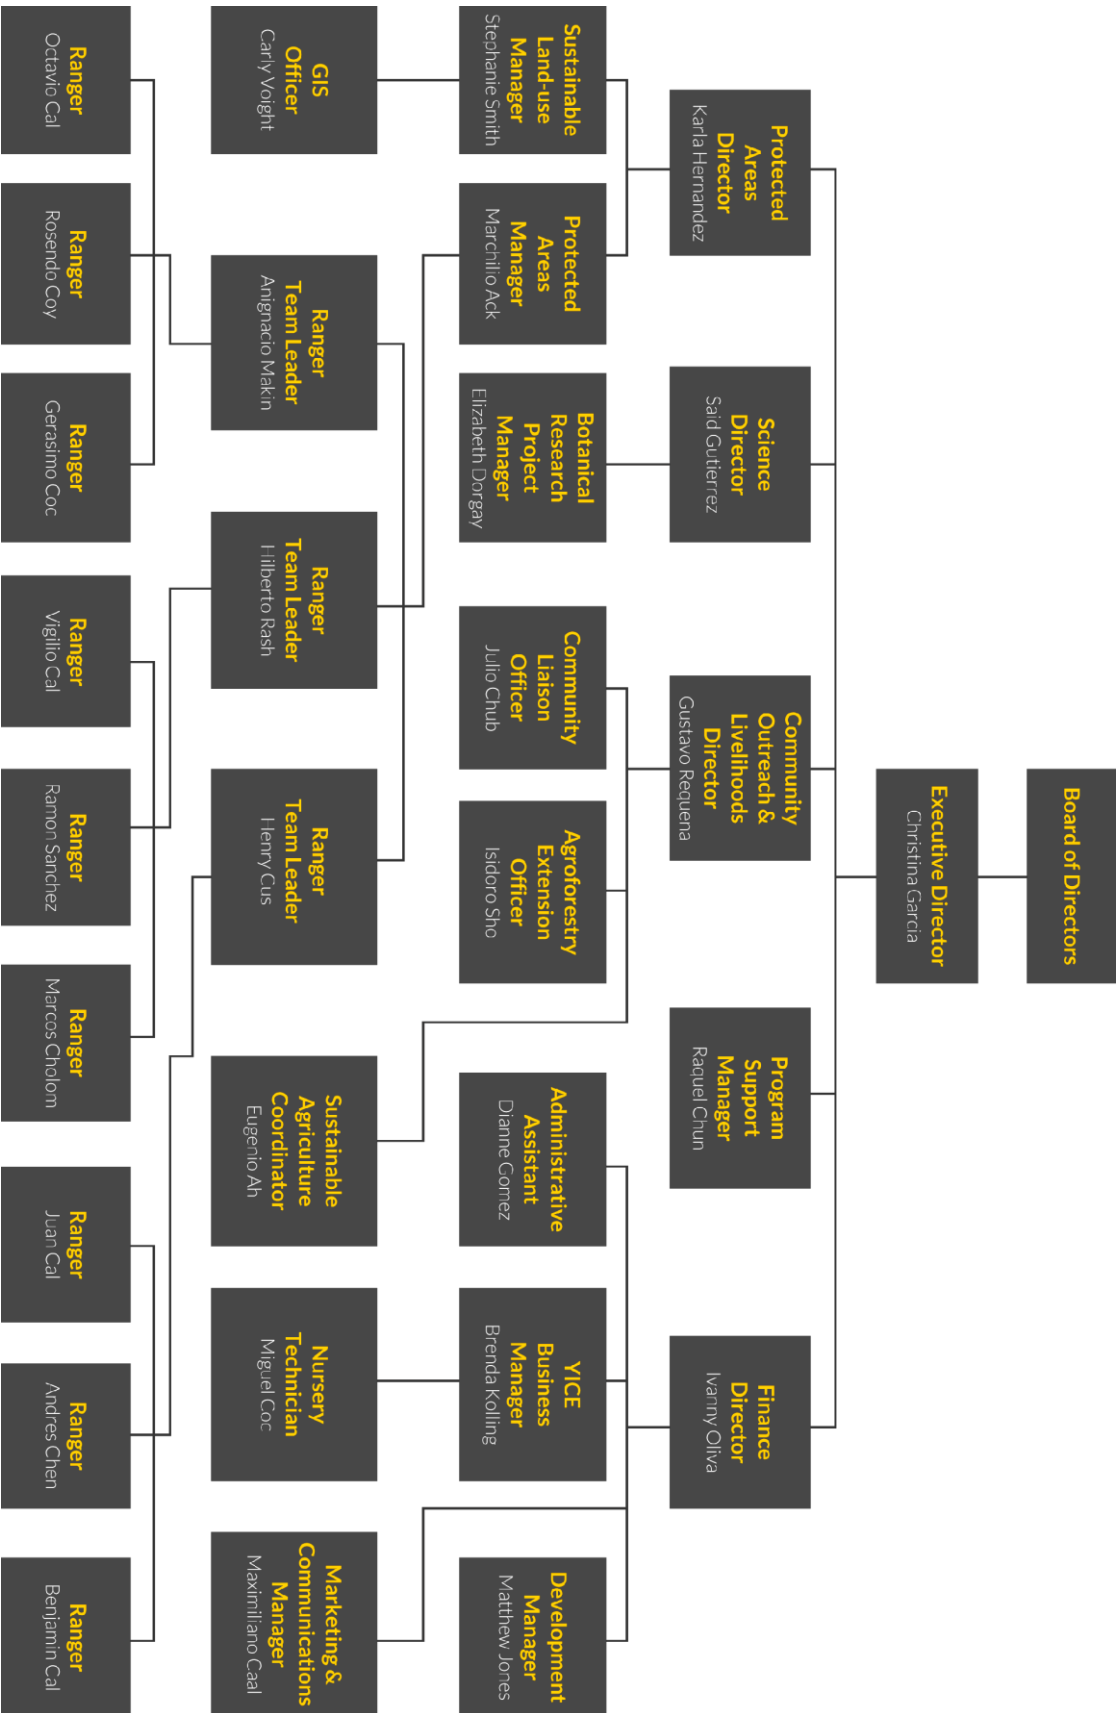 Board of Directors
Executive Director
Christina Garcia
Protected
Areas
Director
Karla Hernandez
Science
Director
Said Gutierrez
Community
Outreach &
Livelihoods
Director
Gustavo Requena
Program
Support
Manager
Raquel Chun
Finance
Director
Ivanny Oliva
Sustainable
Land-use
Manager
Stephanie Smith
Protected
Areas
Manager
Marchilio Ack
Botanical
Research
Project
Manager
Elizabeth Dorgay
Community
Liaison
Officer
Julio Chub
Agroforestry
Extension
Officer
Isidoro Sho
Administrative
Assistant
Dianne Gomez
YICE
Business
Manager
Brenda Kolling
Development
Manager
Matthew Jones
GIS
Officer
Carly Voight
Ranger
Team Leader
Anignacio Makin
Ranger
Team Leader
Hilberto Rash
Ranger
Team Leader
Henry Cus
Sustainable
Agriculture
Coordinator
Eugenio Ah
Nursery
Technician
Miguel Coc
Marketing &
Communications
Manager
Maximiliano Caal
Ranger
Octavio Cal
Ranger
Rosendo Coy
Ranger
Gerasimo Coc
Ranger
Vigilio Cal
Ranger
Ramon Sanchez
Ranger
Marcos Cholom
Ranger
Juan Cal
Ranger
Andres Chen
Ranger
Benjamin Cal